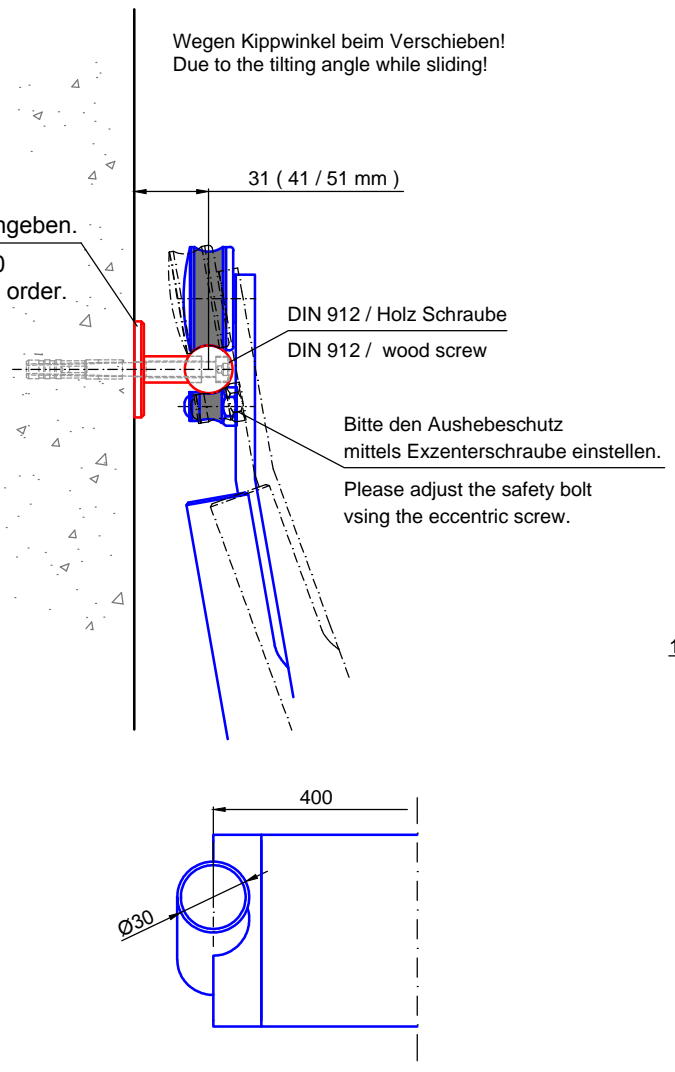 Wegen Kippwinkel beim Verschieben!
Due to the tilting angle while sliding!
31 ( 41 / 51 mm )
ngeben.
0
order.
DIN 912 / Holz Schraube
DIN 912 / wood screw
Bitte den Aushebeschutz
mittels Exzenterschraube einstellen.
Please adjust the safety bolt
vsing the eccentric screw.
1
400
Ø30